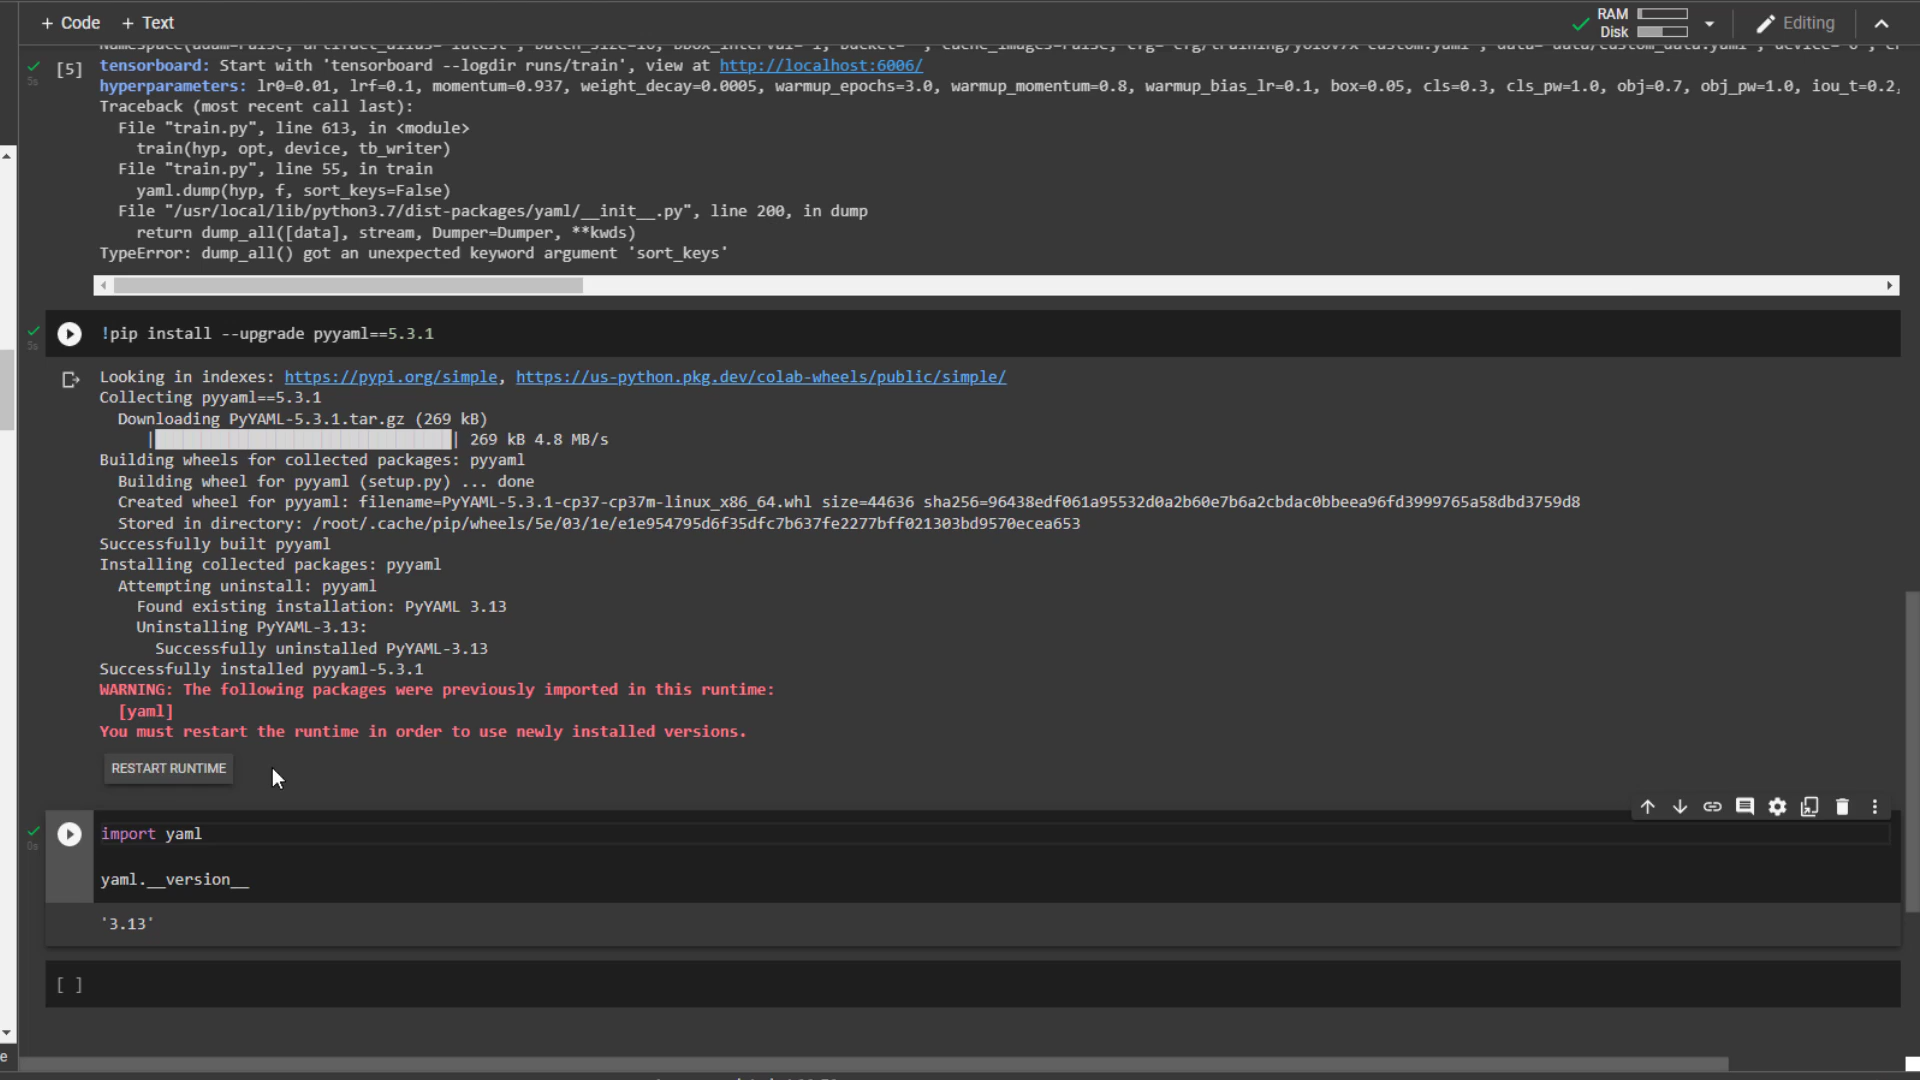 + Code + Text
RAM
Disk
Editing
[5]
5s
tensorboard: Start with 'tensorboard --logdir runs/train', view at http://localhost:6006/
hyperparameters: lr0=0.01, lrf=0.1, momentum=0.937, weight_decay=0.0005, warmup_epochs=3.0, warmup_momentum=0.8, warmup_bias_lr=0.1, box=0.05, cls=0.3, cls_pw=1.0, obj=0.7, obj_pw=1.0, iou_t=0.2,
Traceback (most recent call last):
File "train.py", line 613, in <module>
train(hyp, opt, device, tb_writer)
File "train.py", line 55, in train
yaml.dump(hyp, f, sort_keys=False)
File "/usr/local/lib/python3.7/dist-packages/yaml/__init__.py", line 200, in dump
return dump_all([data], stream, Dumper=Dumper, **kwds)
TypeError: dump_all() got an unexpected keyword argument 'sort_keys'
!pip install --upgrade pyyaml==5.3.1
5s
Looking in indexes: https://pypi.org/simple, https://us-python.pkg.dev/colab-wheels/public/simple/
Collecting pyyaml==5.3.1
Downloading PyYAML-5.3.1.tar.gz (269 kB)
269 kB 4.8 MB/s
Building wheels for collected packages: pyyaml
Building wheel for pyyaml (setup.py) ... done
Created wheel for pyyaml: filename=PyYAML-5.3.1-cp37-cp37m-linux_x86_64.whl size=44636 sha256=96438edf061a95532d0a2b60e7b6a2cbdac0bbeea96fd3999765a58dbd3759d8
Stored in directory: /root/.cache/pip/wheels/5e/03/1e/e1e954795d6f35dfc7b637fe2277bff021303bd9570ecea653
Successfully built pyyaml
Installing collected packages: pyyaml
Attempting uninstall: pyyaml
Found existing installation: PyYAML 3.13
Uninstalling PyYAML-3.13:
Successfully uninstalled PyYAML-3.13
Successfully installed pyyaml-5.3.1
WARNING: The following packages were previously imported in this runtime:
[yaml]
You must restart the runtime in order to use newly installed versions.
RESTART RUNTIME
import yaml
0s
yaml.__version__
'3.13'
[ ]
e